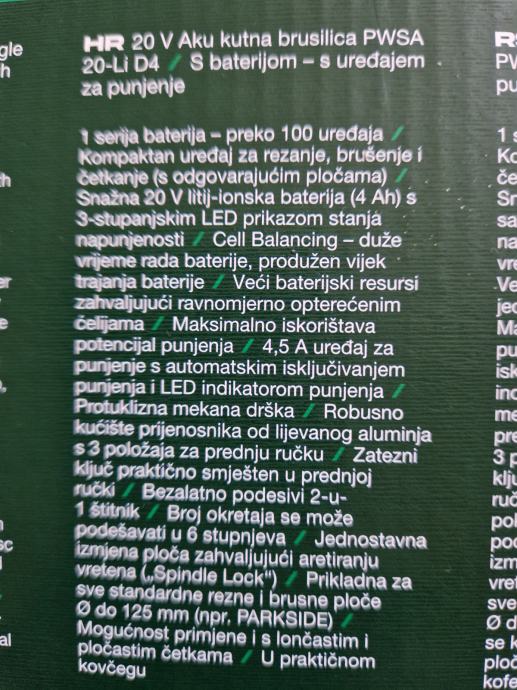 HR 20 V Aku kutna brusilica PWSA
20-Li D4 / S baterijom – s uređajem
za punjenje
1 serija baterija – preko 100 uređaja /
Kompaktan uređaj za rezanje, brušenje i
četkanje (s odgovarajućim pločama) /
Snažna 20 V litij-ionska baterija (4 Ah) s
3-stupanjskim LED prikazom stanja
napunjenosti / Cell Balancing – duže
vrijeme rada baterije, produžen vijek
trajanja baterije / Veći baterijski resursi
zahvaljujući ravnomjerno opterećenim
ćelijama / Maksimalno iskorištava
potencijal punjenja / 4,5 A uređaj za
punjenje s automatskim isključivanjem
punjenja i LED indikatorom punjenja /
Protuklizna mekana drška / Robusno
kućište prijenosnika od lijevanog aluminja
s 3 položaja za prednju ručku / Zatezni
ključ praktično smješten u prednjoj
ručki / Bezalatno podesivi 2-u-
1 štitnik / Broj okretaja se može
podešavati u 6 stupnjeva / Jednostavna
izmjena ploča zahvaljujući aretiranju
vretena („Spindle Lock“) / Prikladna za
sve standardne rezne i brusne ploče
Ø do 125 mm (npr. PARKSIDE) /
Mogućnost primjene i s lončastim i
pločastim četkama / U praktičnom
kovčegu